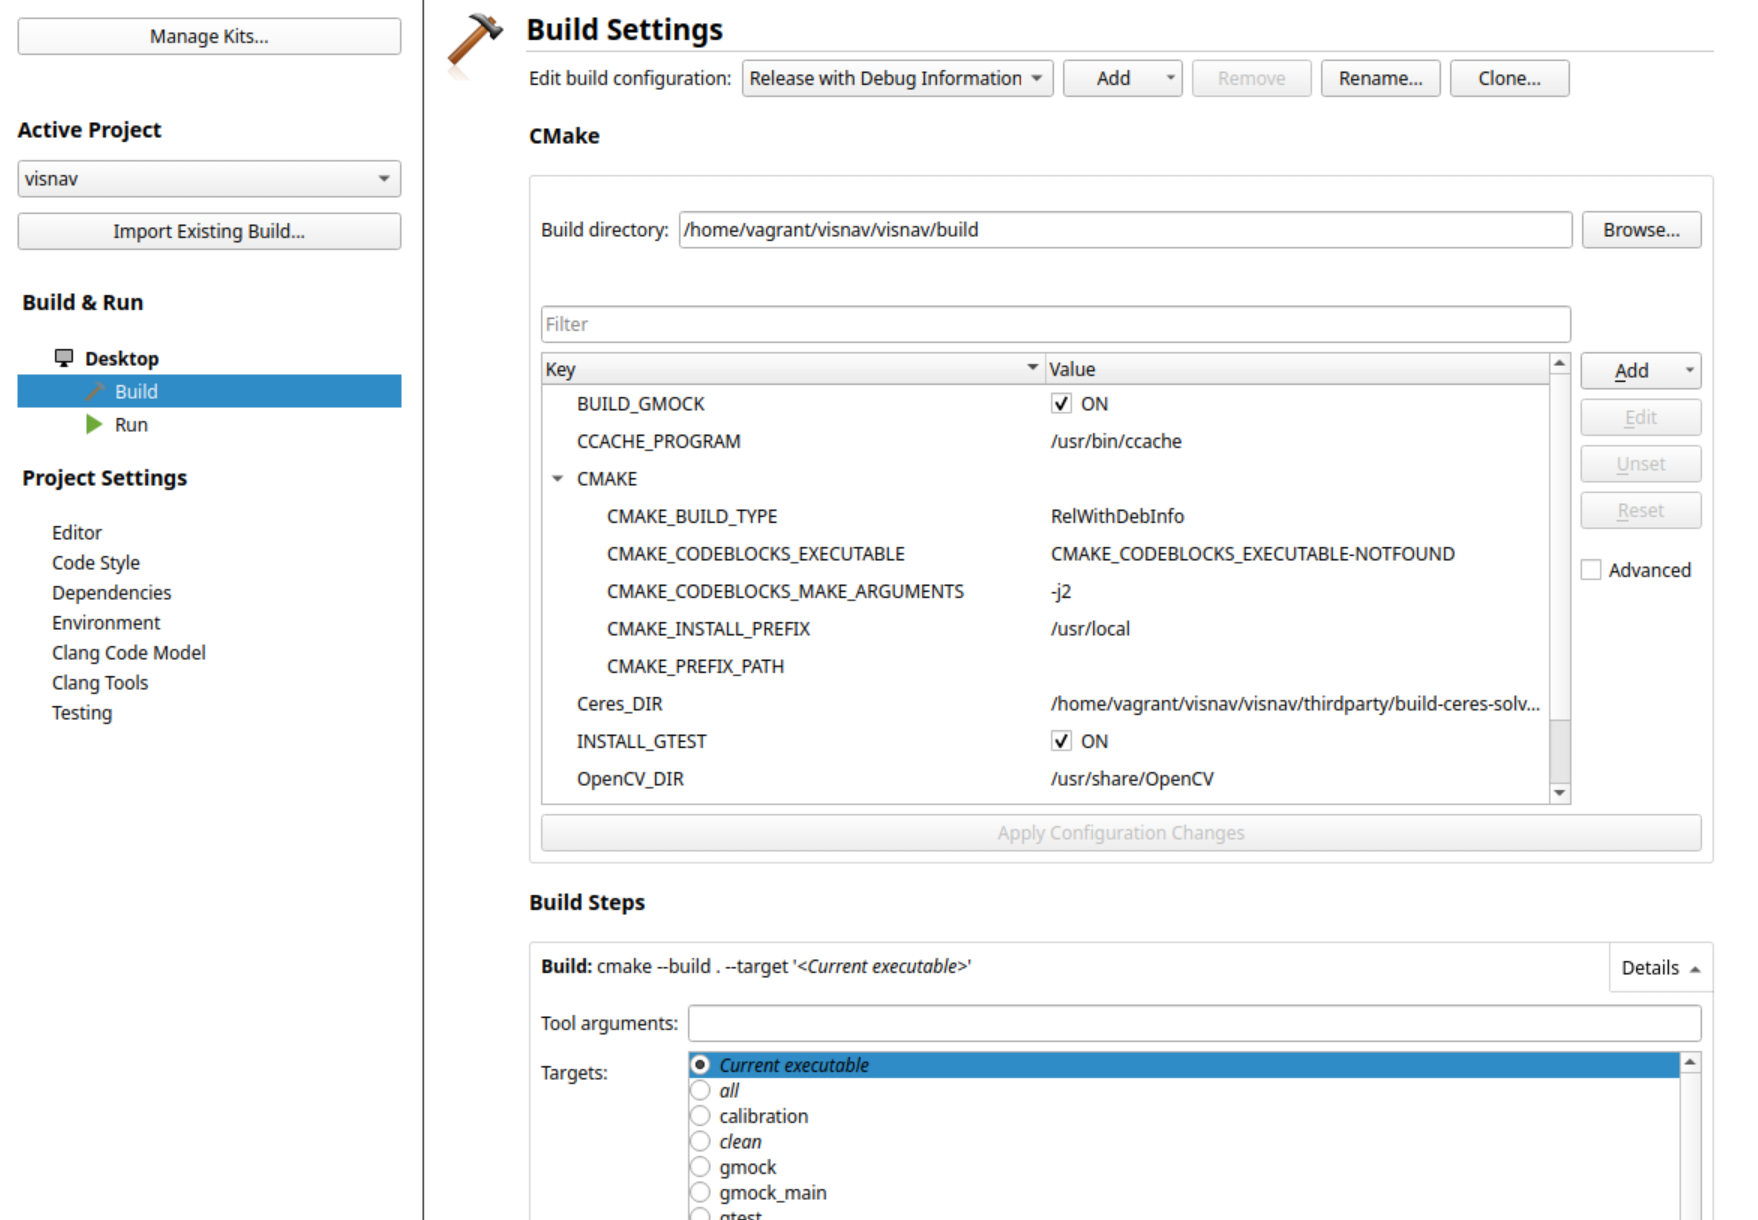 Manage Kits...
Active Project
visnav
Import Existing Build...
Build & Run
Desktop
Build
Run
Project Settings
Editor
Code Style
Dependencies
Environment
Clang Code Model
Clang Tools
Testing
Build Settings
Edit build configuration: Release with Debug Information Add Remove Rename... Clone...
CMake
Build directory: /home/vagrant/visnav/visnav/build Browse...
Filter
Key Value
BUILD_GMOCK ON
CCACHE_PROGRAM /usr/bin/ccache
CMAKE
CMAKE_BUILD_TYPE RelWithDebInfo
CMAKE_CODEBLOCKS_EXECUTABLE CMAKE_CODEBLOCKS_EXECUTABLE-NOTFOUND
CMAKE_CODEBLOCKS_MAKE_ARGUMENTS -j2
CMAKE_INSTALL_PREFIX /usr/local
CMAKE_PREFIX_PATH
Ceres_DIR /home/vagrant/visnav/visnav/thirdparty/build-ceres-solv...
INSTALL_GTEST ON
OpenCV_DIR /usr/share/OpenCV
Add
Edit
Unset
Reset
Advanced
Apply Configuration Changes
Build Steps
Build: cmake --build . --target '<Current executable>'
Details
Tool arguments:
Targets:
Current executable
all
calibration
clean
gmock
gmock_main
gtest